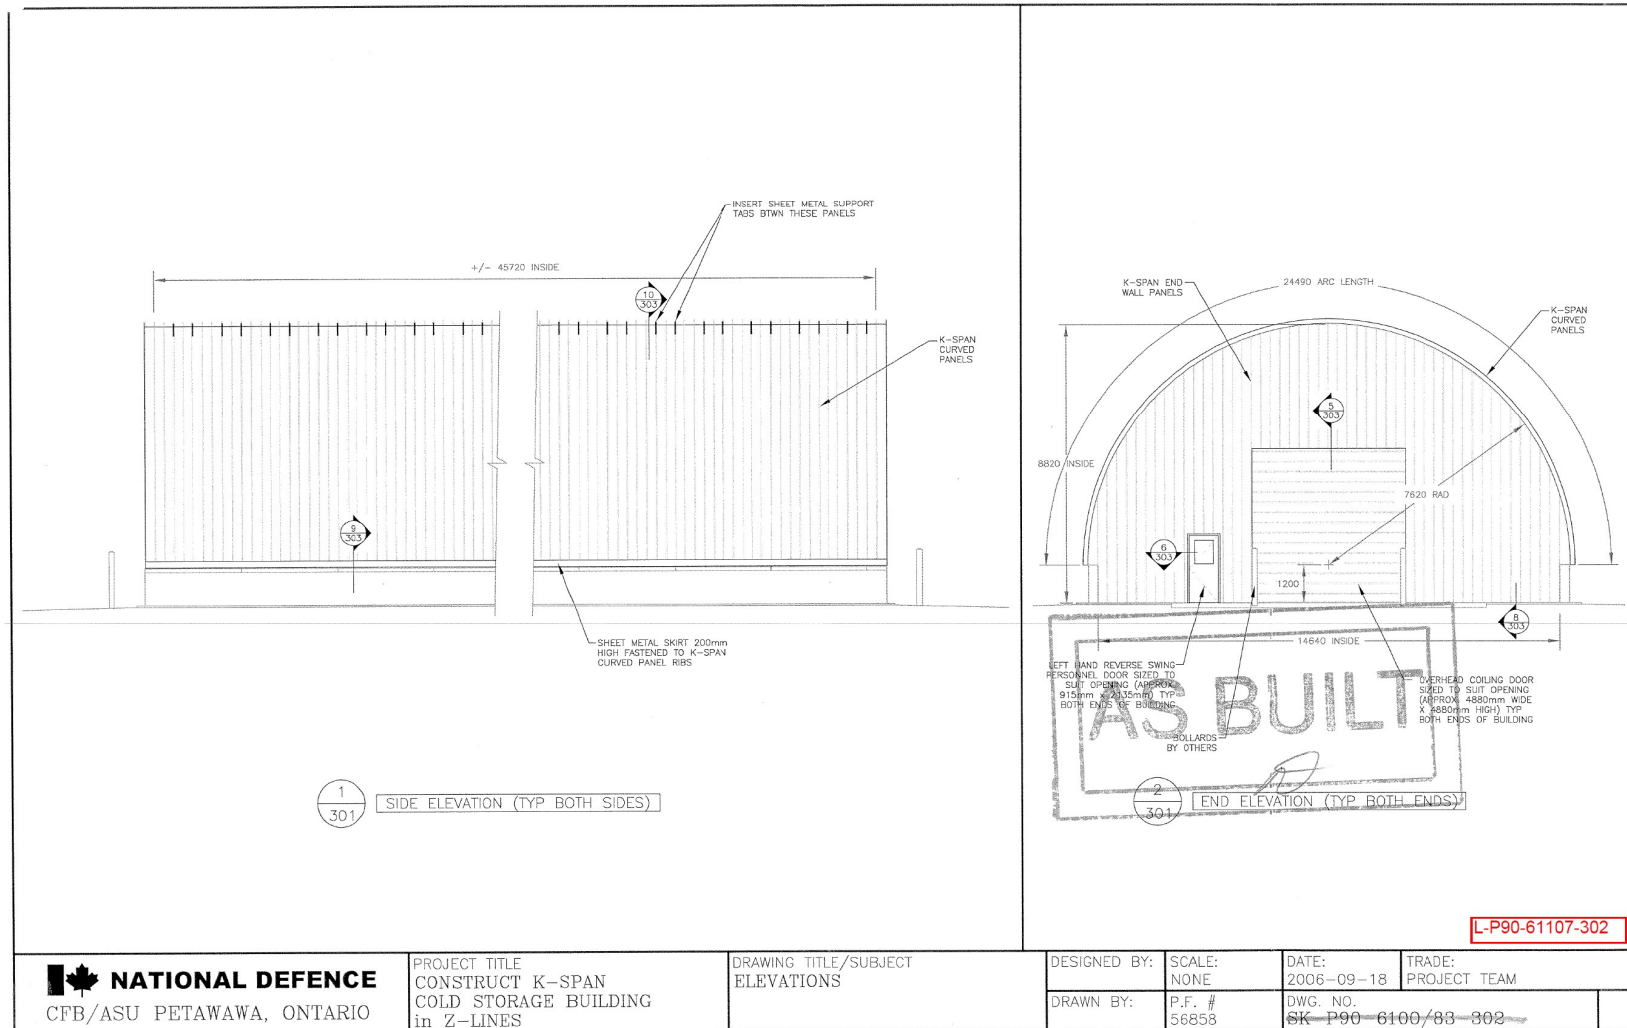 INSERT SHEET METAL SUPPORT
TABS BTWN THESE PANELS
+/- 45720 INSIDE
10
303
K-SPAN
CURVED
PANELS
9
303
SHEET METAL SKIRT 200mm
HIGH FASTENED TO K-SPAN
CURVED PANEL RIBS
1
301
SIDE ELEVATION (TYP BOTH SIDES)
K-SPAN END
WALL PANELS
24490 ARC LENGTH
K-SPAN
CURVED
PANELS
5
303
8820 INSIDE
7620 RAD
6
303
1200
8
303
14640 INSIDE
LEFT HAND REVERSE SWING
PERSONNEL DOOR SIZED TO
SUIT OPENING (APPROX
915mm x 2135mm) TYP
BOTH ENDS OF BUILDING
BOLLARDS
BY OTHERS
OVERHEAD COILING DOOR
SIZED TO SUIT OPENING
(APPROX 4880mm WIDE
X 4880mm HIGH) TYP
BOTH ENDS OF BUILDING
AS BUILT
2
301
END ELEVATION (TYP BOTH ENDS)
L-P90-61107-302
NATIONAL DEFENCE
CFB/ASU PETAWAWA, ONTARIO
PROJECT TITLE
CONSTRUCT K-SPAN
COLD STORAGE BUILDING
in Z-LINES
DRAWING TITLE/SUBJECT
ELEVATIONS
DESIGNED BY:
SCALE:
NONE
DATE:
2006-09-18
TRADE:
PROJECT TEAM
DRAWN BY:
P.F. #
56858
DWG. NO.
SK-P90-6100/83-302